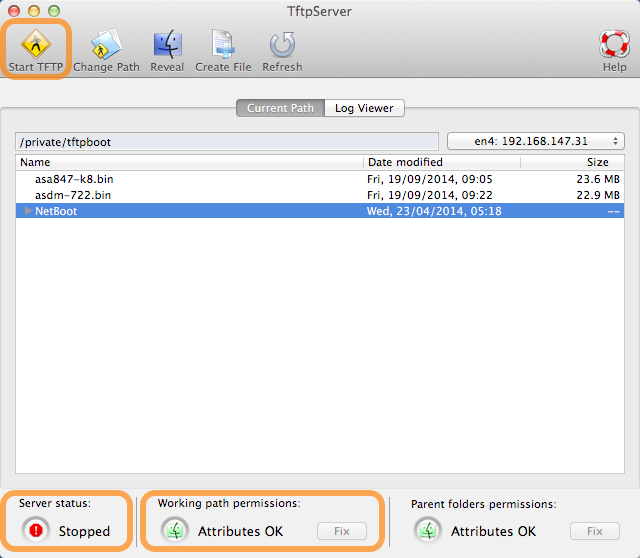 TftpServer
Start TFTP Change Path Reveal Create File Refresh Help
Current Path Log Viewer
/private/tftpboot en4: 192.168.147.31
Name Date modified Size
asa847-k8.bin Fri, 19/09/2014, 09:05 23.6 MB
asdm-722.bin Fri, 19/09/2014, 09:22 22.9 MB
NetBoot Wed, 23/04/2014, 05:18 --
Server status: Working path permissions: Parent folders permissions:
Stopped Attributes OK Fix Attributes OK Fix